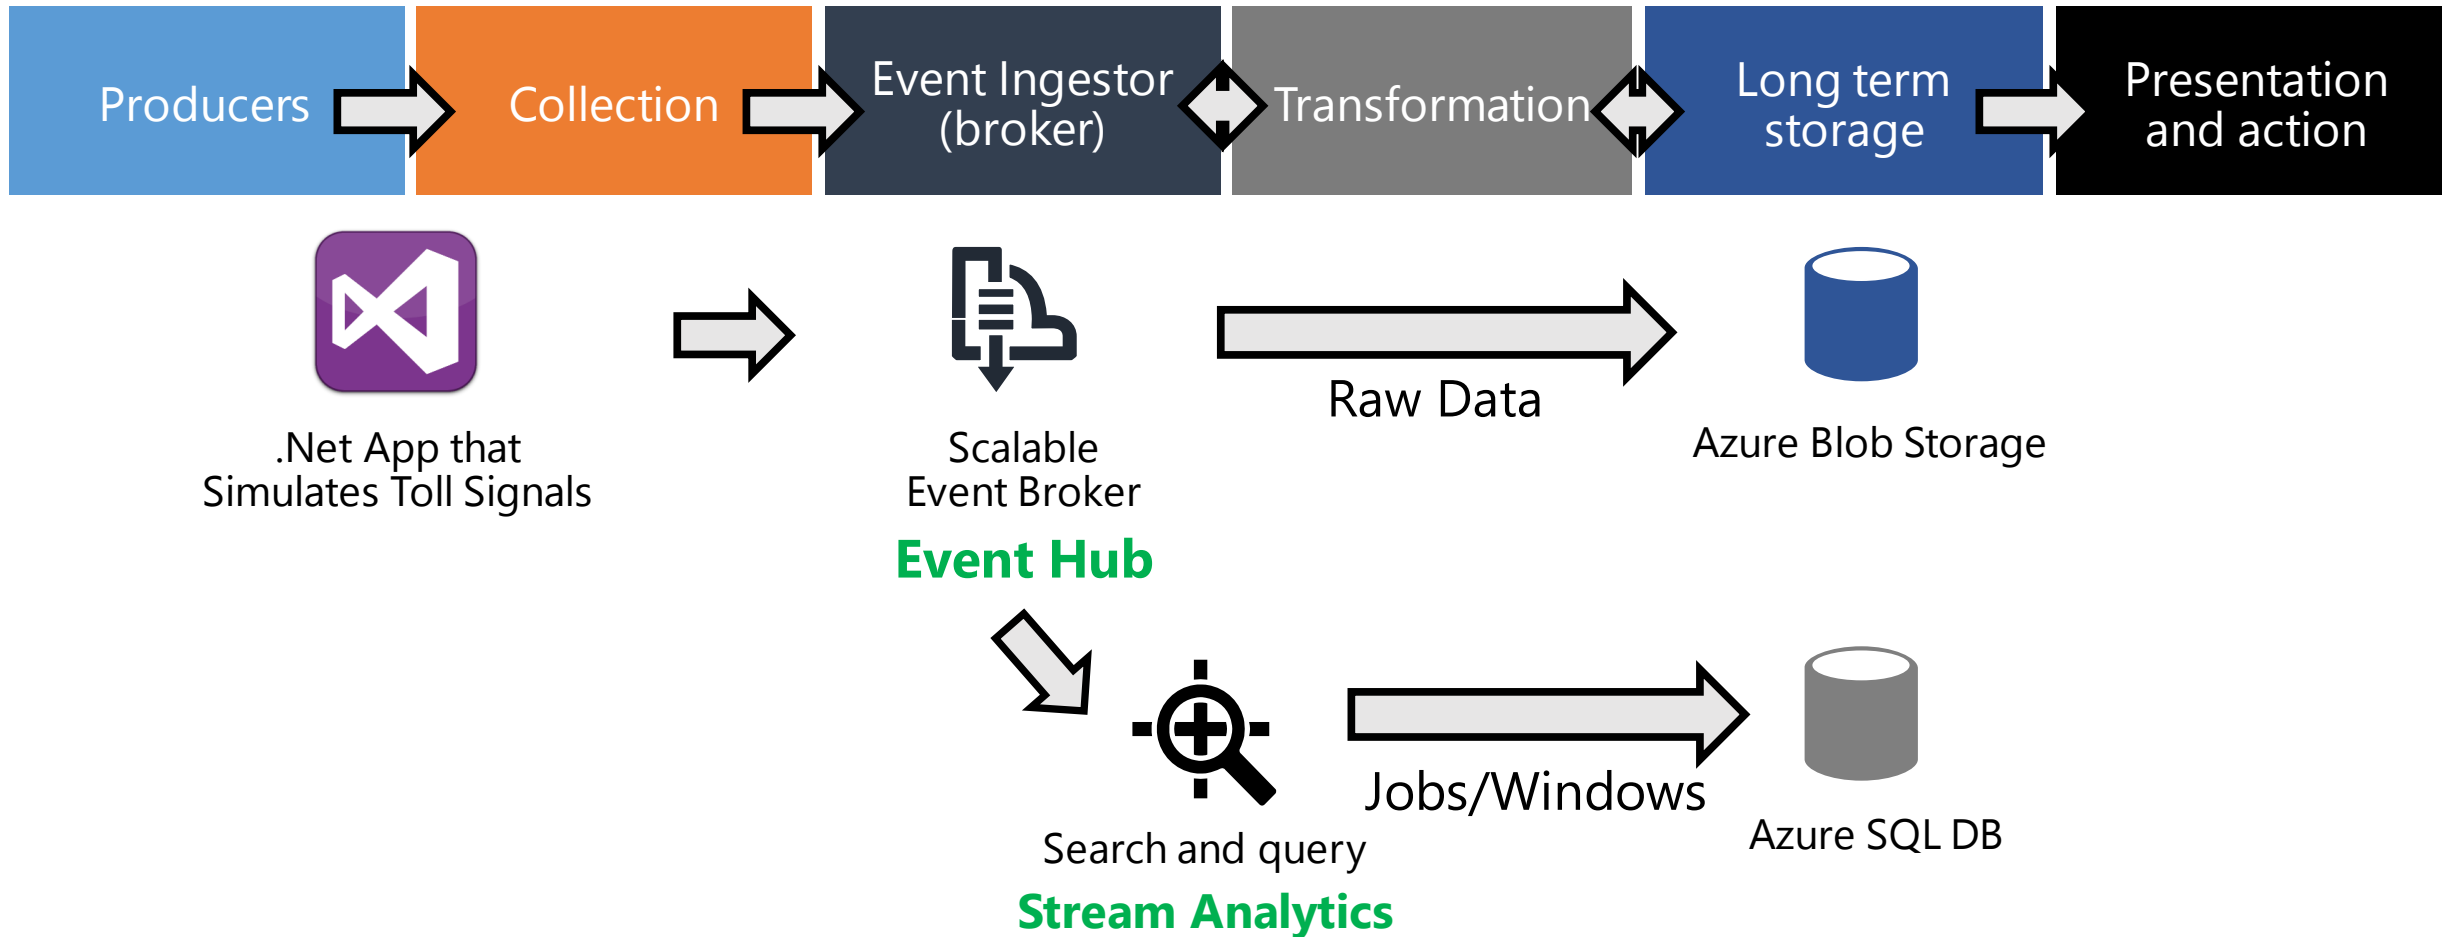 Producers
Collection
Event Ingestor
(broker)
Transformation
Long term
storage
Presentation
and action
.Net App that
Simulates Toll Signals
Scalable
Event Broker
Event Hub
Raw Data
Azure Blob Storage
Search and query
Stream Analytics
Jobs/Windows
Azure SQL DB